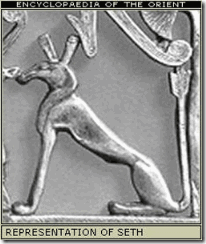 ENCYCLOPAEDIA OF THE ORIENT
REPRESENTATION OF SETH